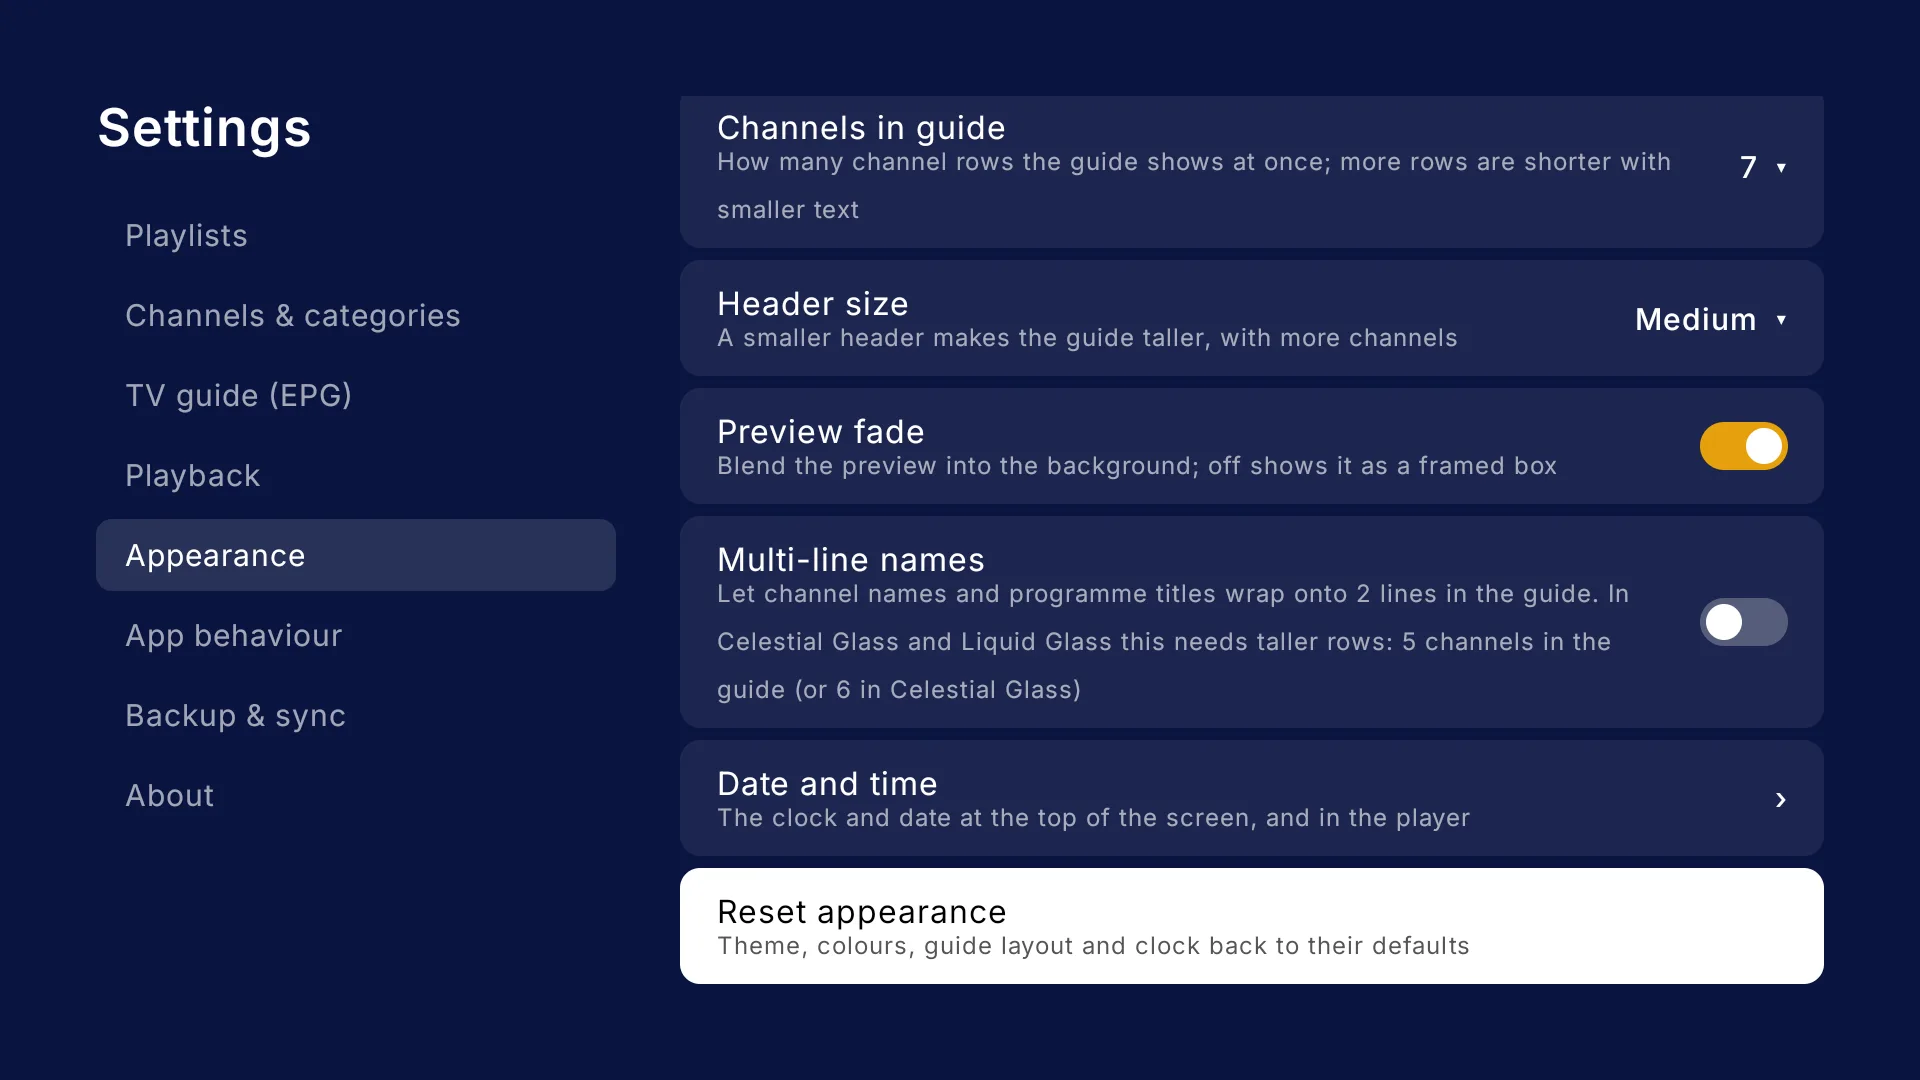 Settings
Playlists
Channels & categories
TV guide (EPG)
Playback
Appearance
App behaviour
Backup & sync
About
Channels in guide
How many channel rows the guide shows at once; more rows are shorter with
smaller text
7
Header size
A smaller header makes the guide taller, with more channels
Medium
Preview fade
Blend the preview into the background; off shows it as a framed box
Multi-line names
Let channel names and programme titles wrap onto 2 lines in the guide. In
Celestial Glass and Liquid Glass this needs taller rows: 5 channels in the
guide (or 6 in Celestial Glass)
Date and time
The clock and date at the top of the screen, and in the player
Reset appearance
Theme, colours, guide layout and clock back to their defaults